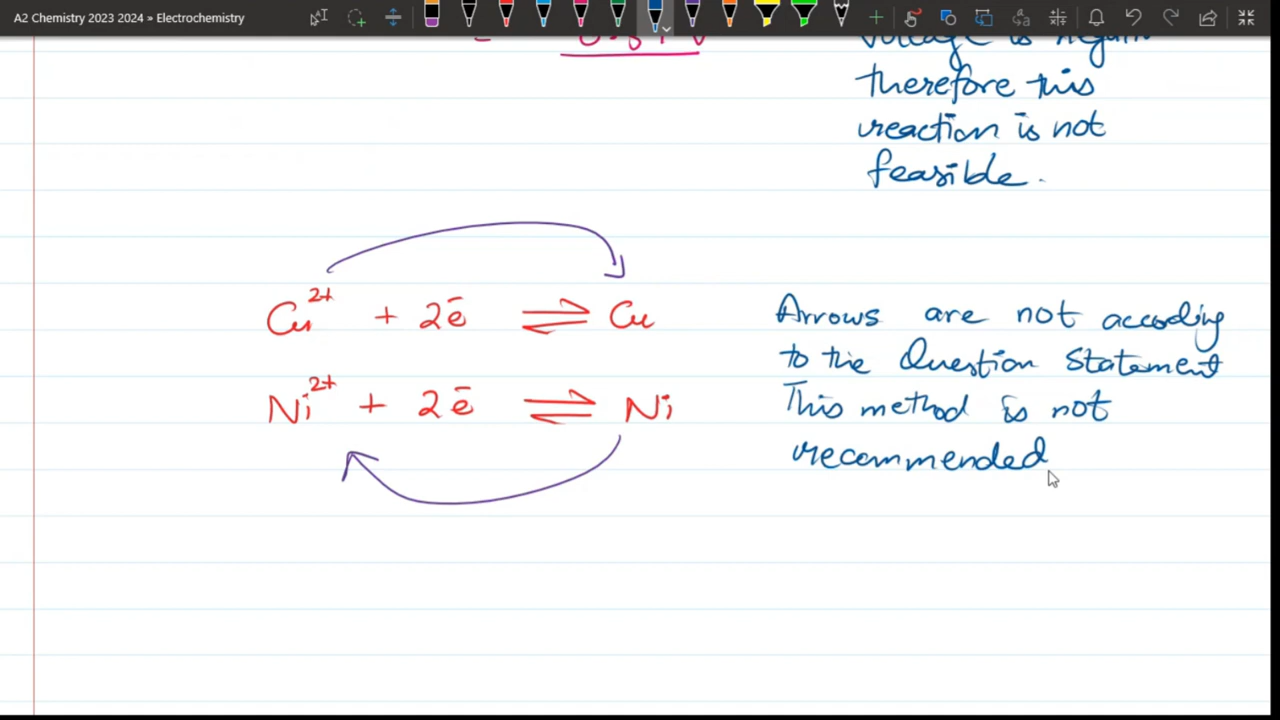 A2 Chemistry 2023 2024 » Electrochemistry
therefore this
reaction is not
feasible.
Cu²⁺ + 2ē ⇌ Cu
Ni²⁺ + 2ē ⇌ Ni
Arrows are not accoding
to the Question Statement
This method is not
recommended